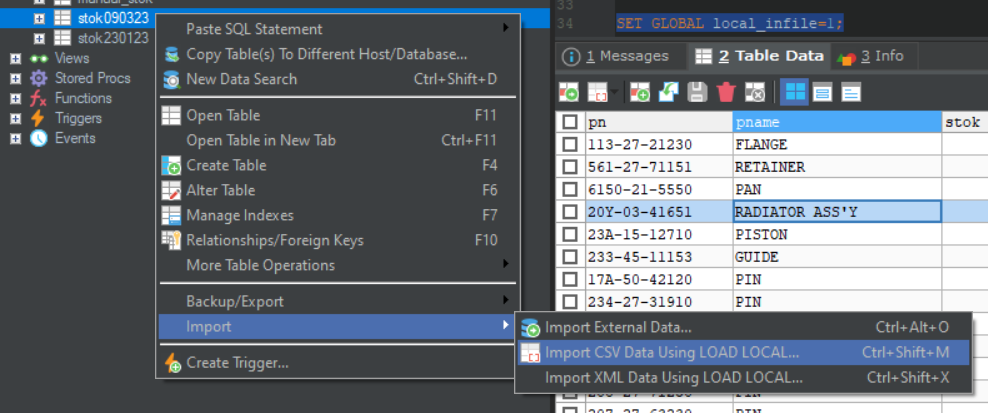 manual_stok
stok090323
stok230123
Views
Stored Procs
Functions
Triggers
Events
Paste SQL Statement
Copy Table(s) To Different Host/Database...
New Data Search Ctrl+Shift+D
Open Table F11
Open Table in New Tab Ctrl+F11
Create Table F4
Alter Table F6
Manage Indexes F7
Relationships/Foreign Keys F10
More Table Operations
Backup/Export
Import
Create Trigger...
Import External Data... Ctrl+Alt+O
Import CSV Data Using LOAD LOCAL... Ctrl+Shift+M
Import XML Data Using LOAD LOCAL... Ctrl+Shift+X
33
34 SET GLOBAL local_infile=1;
1 Messages 2 Table Data 3 Info
pn pname stok
113-27-21230 FLANGE
561-27-71151 RETAINER
6150-21-5550 PAN
20Y-03-41651 RADIATOR ASS'Y
23A-15-12710 PISTON
233-45-11153 GUIDE
17A-50-42120 PIN
234-27-31910 PIN